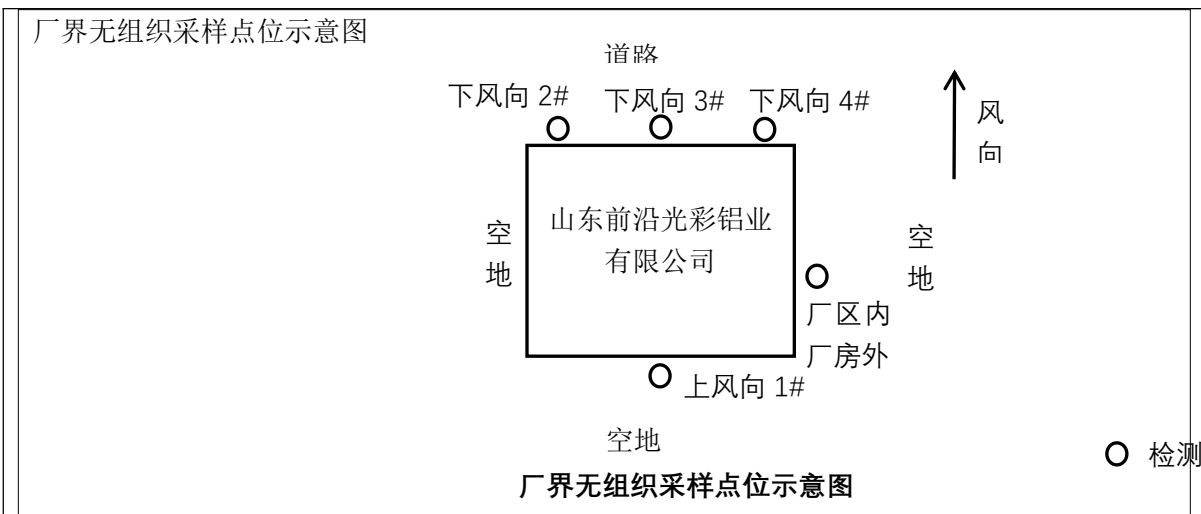 厂界无组织采样点位示意图
道路
下风向 2#
下风向 3#
下风向 4#
风
向
空
地
山东前沿光彩铝业
有限公司
空
地
厂区内
厂房外
上风向 1#
空地
检测
厂界无组织采样点位示意图